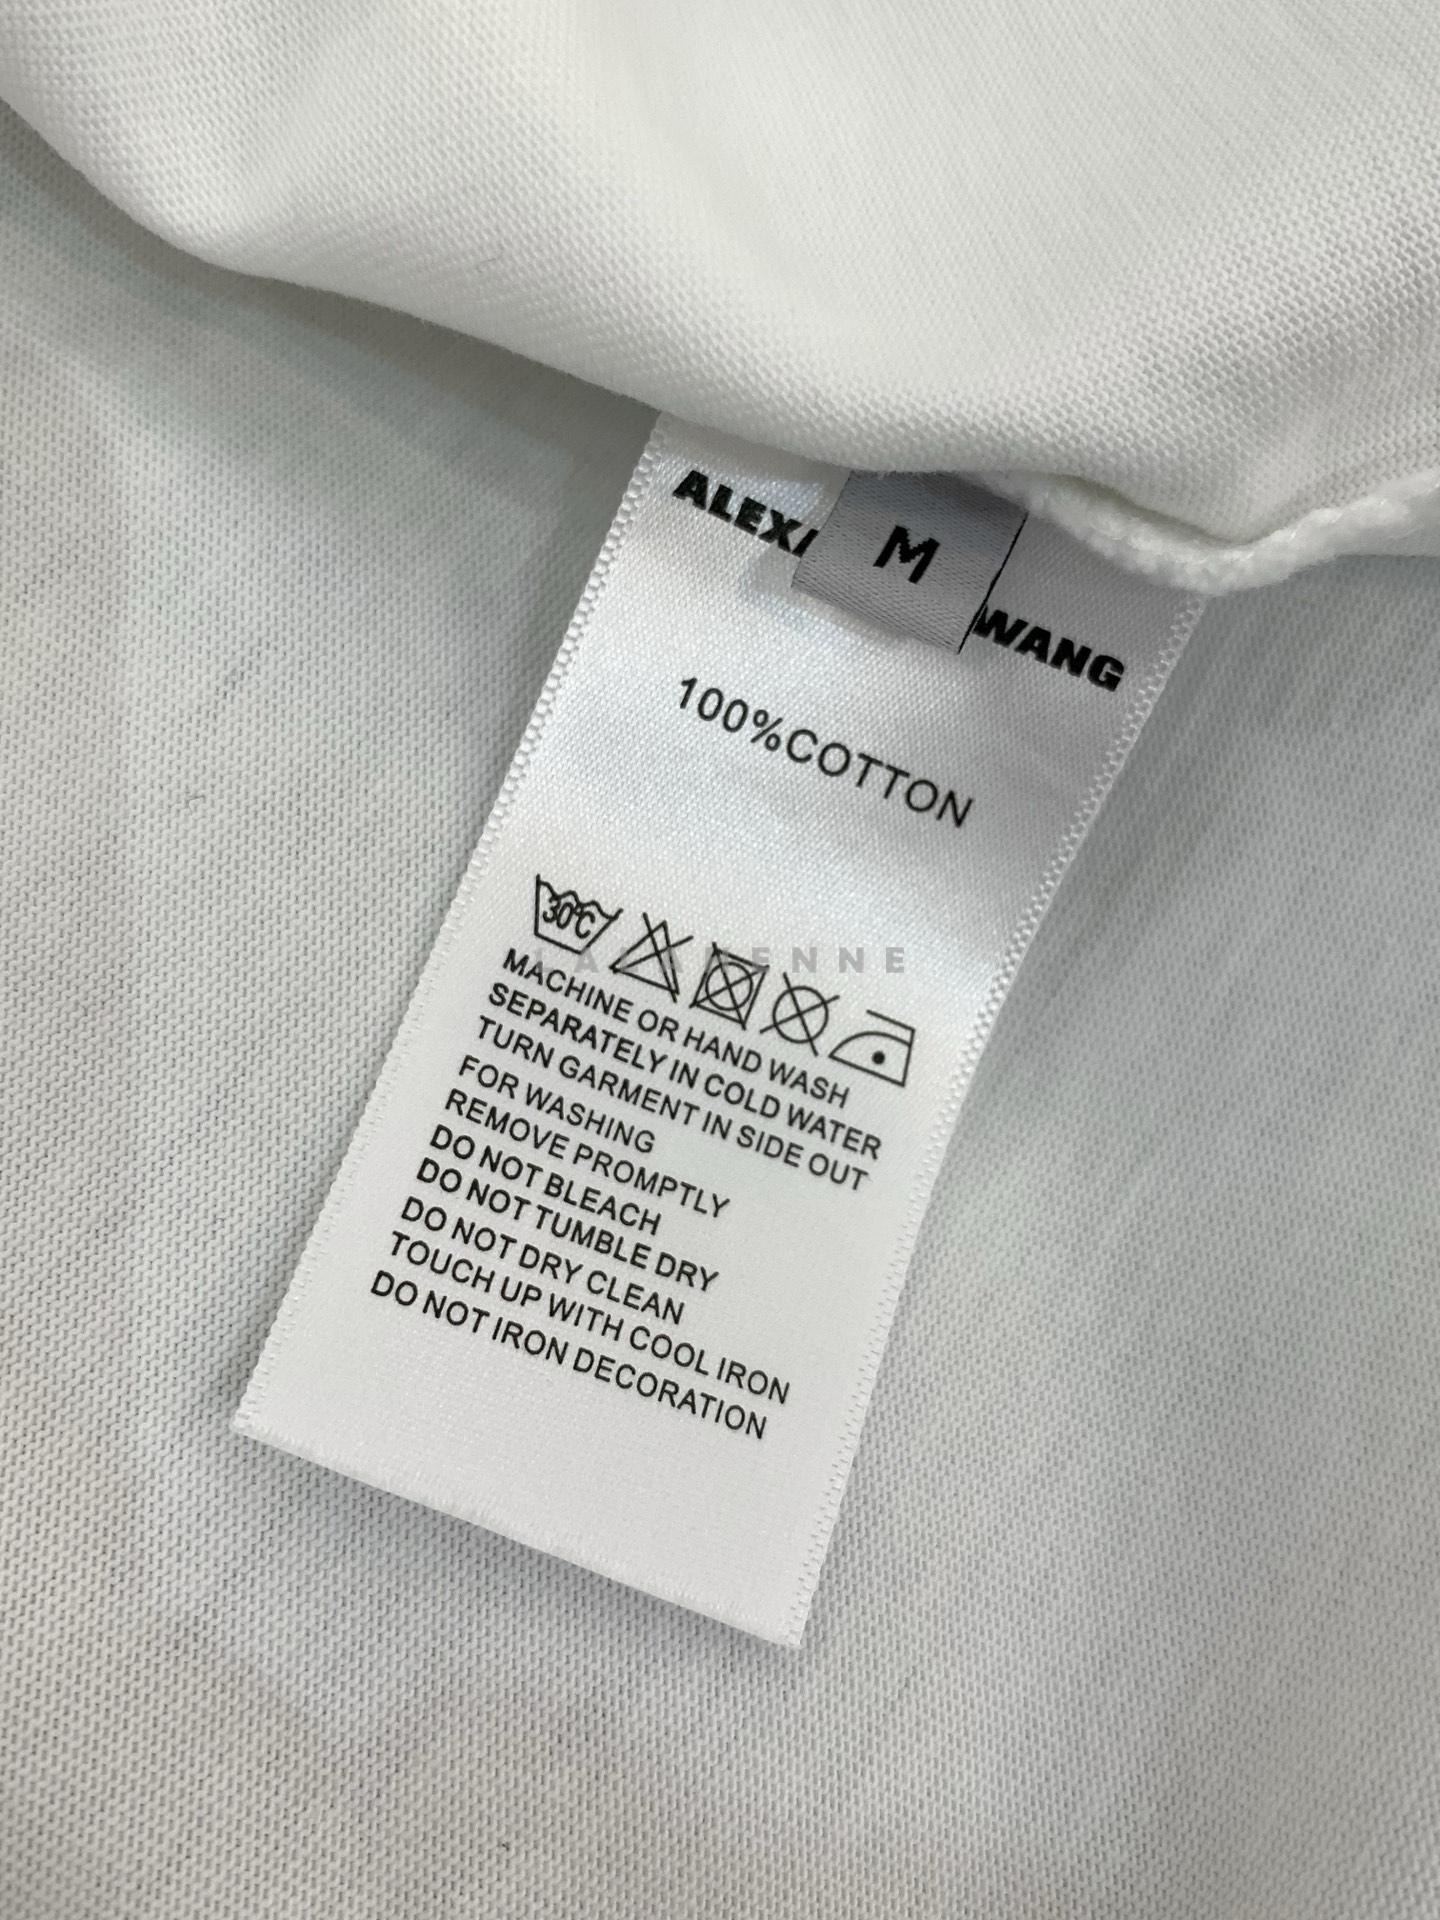 ALEXA
M
WANG
100%COTTON
30°C
MACHINE OR HAND WASH
SEPARATELY IN COLD WATER
TURN GARMENT IN SIDE OUT
FOR WASHING
REMOVE PROMPTLY
DO NOT BLEACH
DO NOT TUMBLE DRY
DO NOT DRY CLEAN
TOUCH UP WITH COOL IRON
DO NOT IRON DECORATION